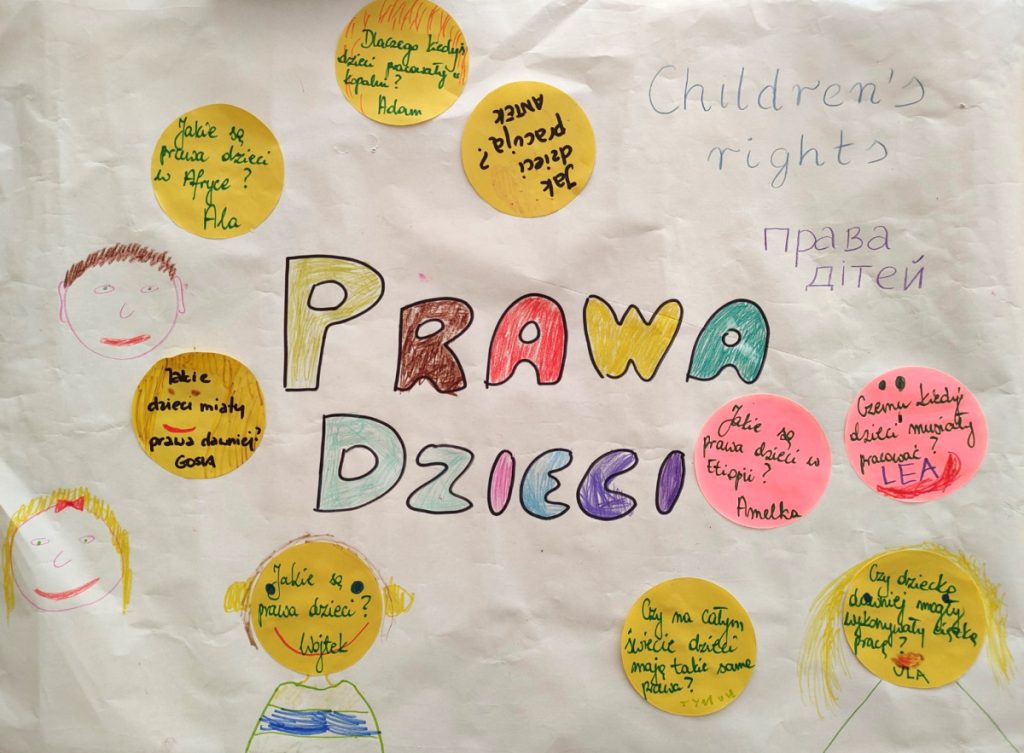 Dlaczego kiedyś
dzieci pracowały w
kopalni?
Adam
Jak
dzieci
pracują?
ANTEK
Children's
rights
Jakie są
prawa dzieci
w Afryce?
Ala
права
дітей
PRAWA
DZIECI
Jakie
dzieci miały
prawa dawniej?
GOSIA
Jakie są
prawa dzieci w
Etiopii?
Amelka
Czemu kiedyś
dzieci musiały
pracować?
LEA
Jakie są
prawa dzieci?
Wojtek
Czy na całym
świecie dzieci
mają takie same
prawa?
TYMON
Czy dziecka
dawniej mogły
wykonywały ciężką
pracę?
ULA